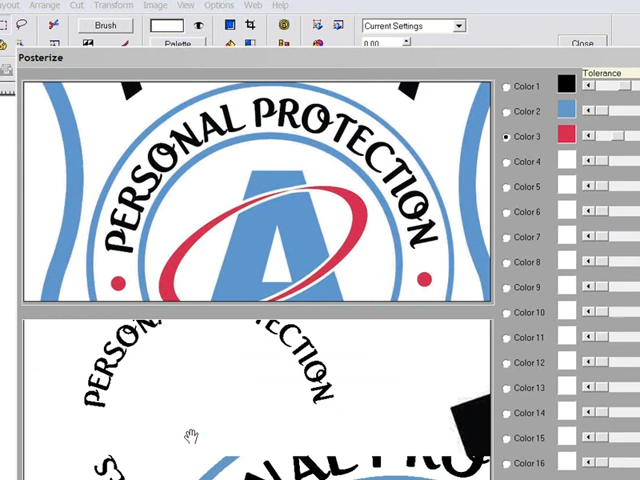 yout Arrange Cut Transform Image View Options Web Help
Brush
Current Settings
Palette
0.00
Close
Posterize
Tolerance
PERSONAL PROTECTION
A
Color 1
Color 2
Color 3
Color 4
Color 5
Color 6
Color 7
Color 8
Color 9
Color 10
Color 11
Color 12
Color 13
Color 14
Color 15
Color 16
PERSON
TECTION